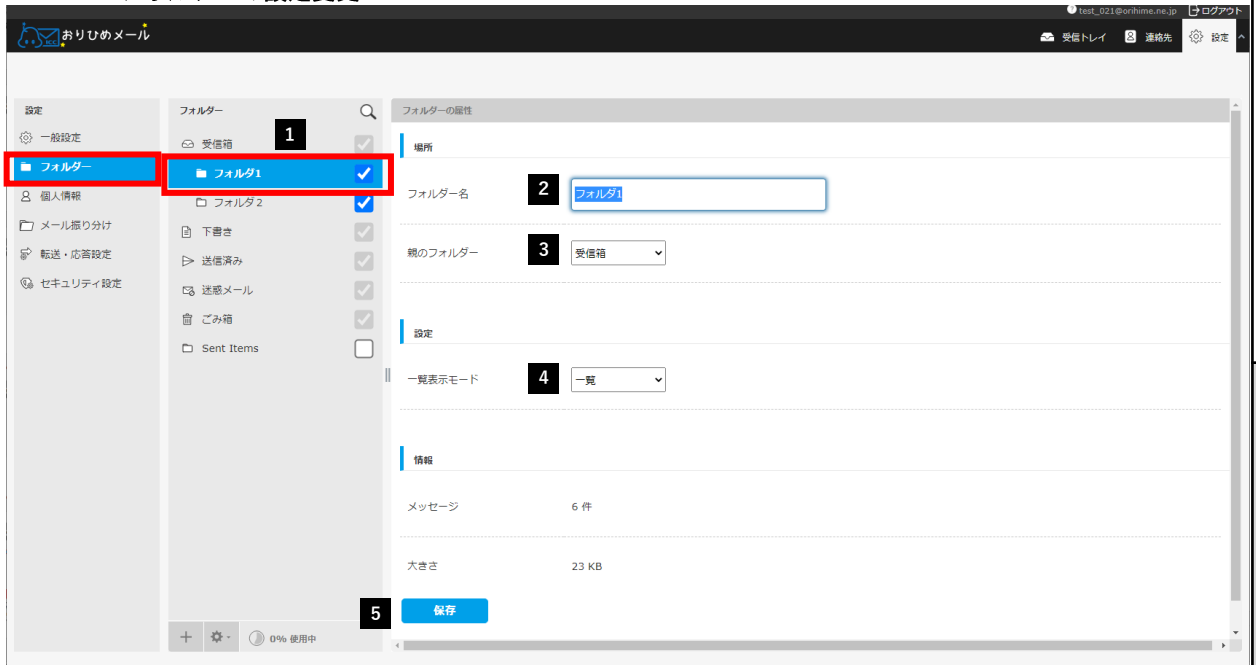 test_021@orihime.ne.jp ログアウト
BCC おりひめメール
受信トレイ 連絡先 設定
設定
一般設定
フォルダー
個人情報
メール振り分け
転送・応答設定
セキュリティ設定
フォルダー
1
受信箱
フォルダ1
フォルダ2
下書き
送信済み
迷惑メール
ごみ箱
Sent Items
0% 使用中
フォルダーの属性
場所
フォルダー名 2 フォルダ1
親のフォルダー 3 受信箱
設定
一覧表示モード 4 一覧
情報
メッセージ 6 件
大きさ 23 KB
5 保存